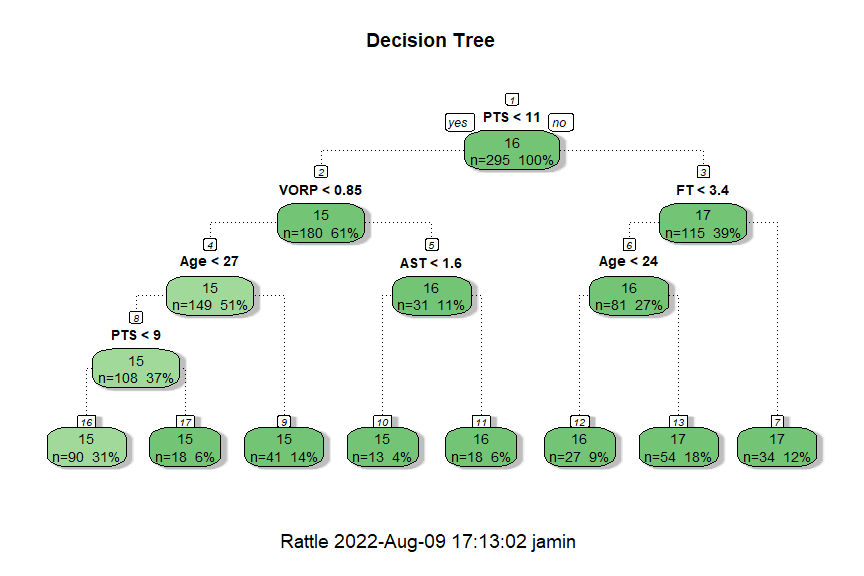 Decision Tree
1
yes PTS < 11 no
16
n=295 100%
2
3
VORP < 0.85
FT < 3.4
15
n=180 61%
17
n=115 39%
4
5
6
Age < 27
AST < 1.6
Age < 24
15
n=149 51%
16
n=31 11%
16
n=81 27%
8
PTS < 9
15
n=108 37%
16
17
9
10
11
12
13
7
15
n=90 31%
15
n=18 6%
15
n=41 14%
15
n=13 4%
16
n=18 6%
16
n=27 9%
17
n=54 18%
17
n=34 12%
Rattle 2022-Aug-09 17:13:02 jamin